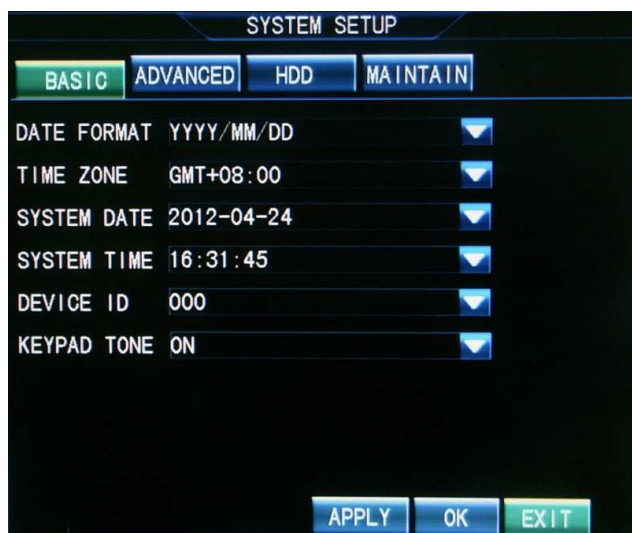 SYSTEM SETUP
BASIC ADVANCED HDD MAINTAIN
DATE FORMAT YYYY/MM/DD
TIME ZONE GMT+08:00
SYSTEM DATE 2012-04-24
SYSTEM TIME 16:31:45
DEVICE ID 000
KEYPAD TONE ON
APPLY OK EXIT